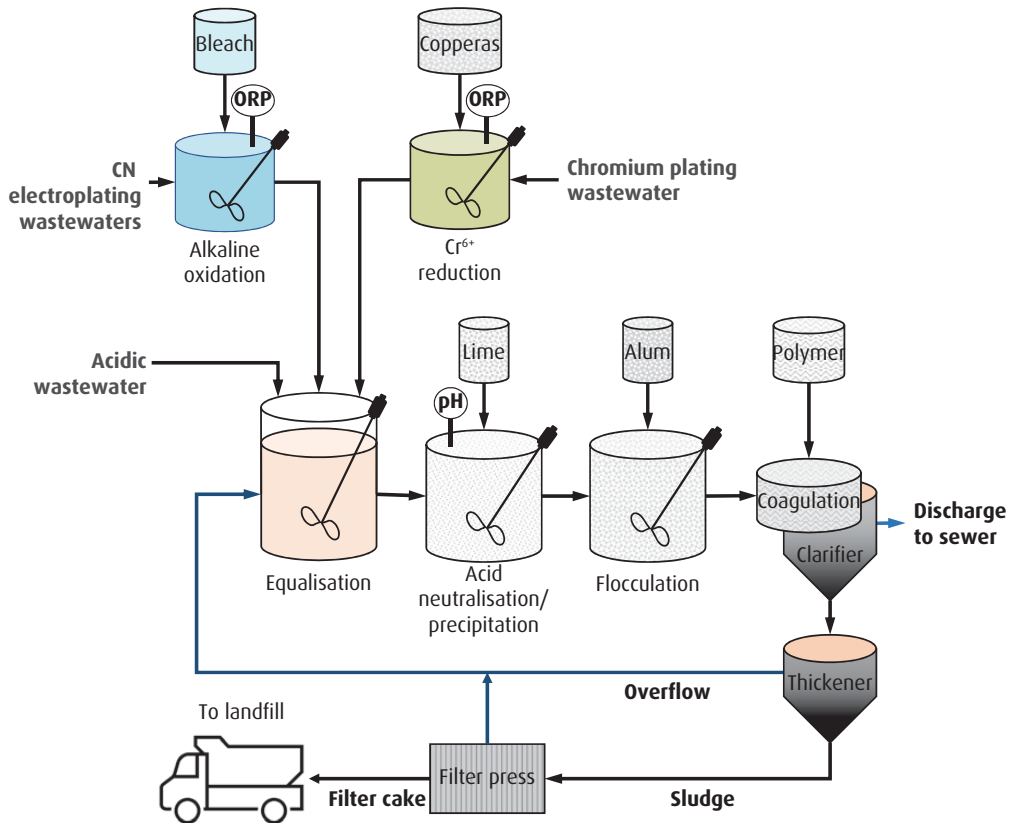 Bleach
Copperas
ORP
ORP
CN
electroplating
wastewaters
Chromium plating
wastewater
Alkaline
oxidation
Cr⁶⁺
reduction
Acidic
wastewater
Lime
Alum
Polymer
pH
Coagulation
Discharge
to sewer
Clarifier
Equalisation
Acid
neutralisation/
precipitation
Flocculation
Thickener
Overflow
To landfill
Filter press
Filter cake
Sludge